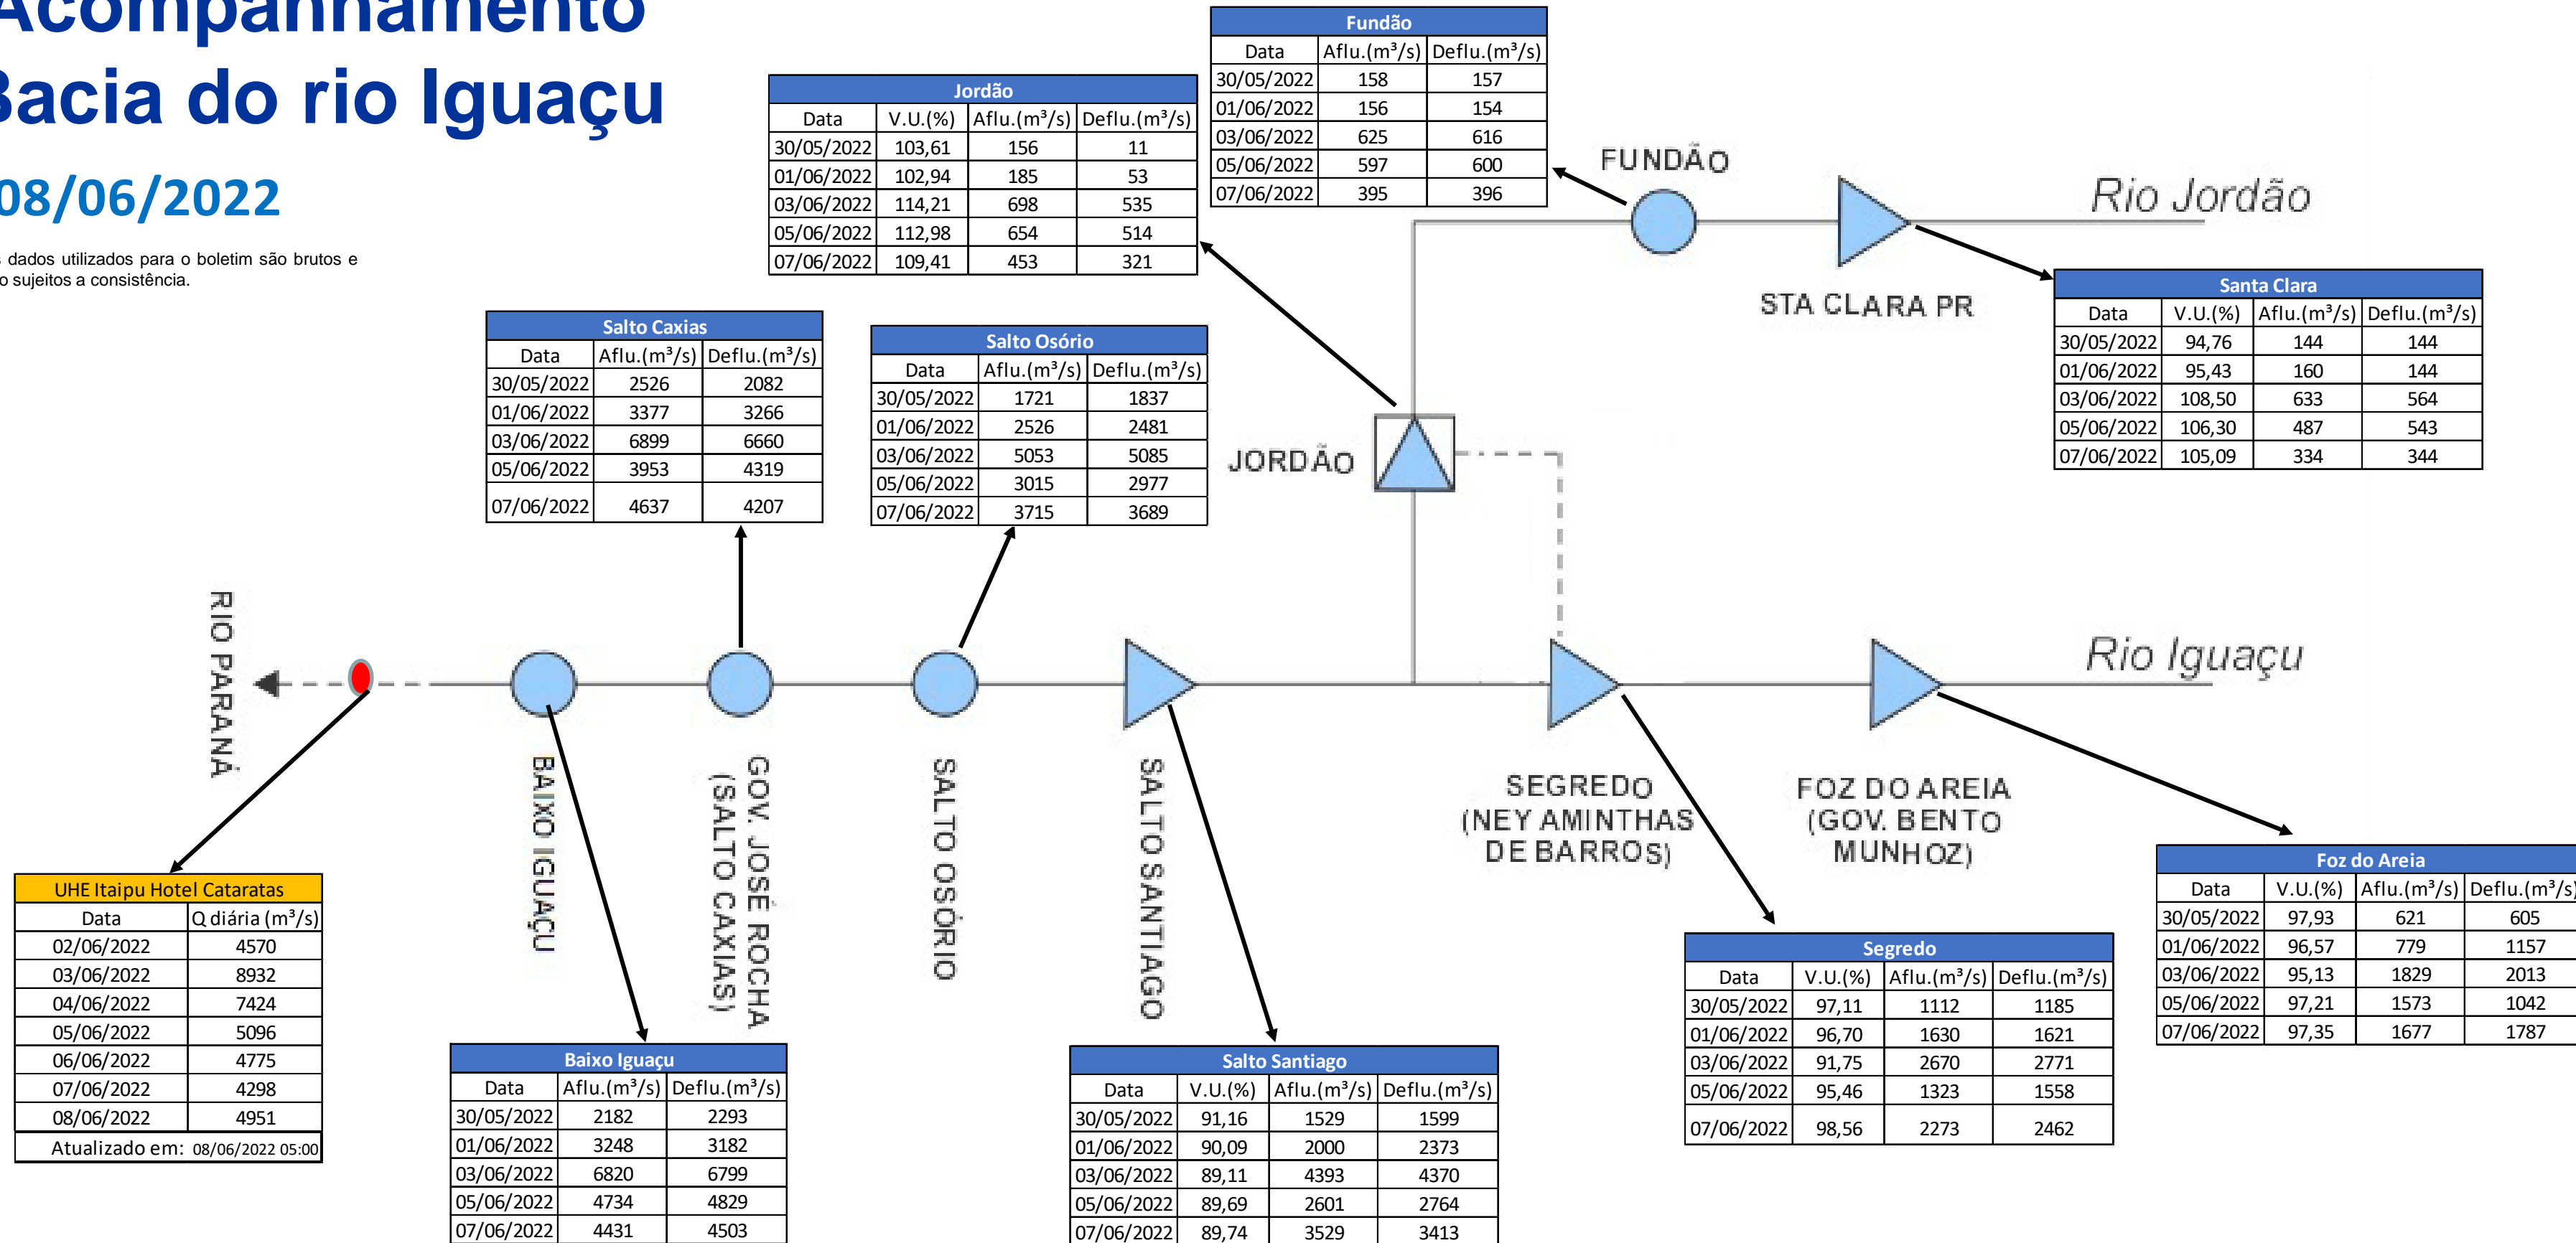 Acompanhamento
Bacia do rio Iguaçu
08/06/2022
s dados utilizados para o boletim são brutos e
o sujeitos a consistência.
Fundão
Data Aflu.(m³/s) Deflu.(m³/s)
30/05/2022 158 157
01/06/2022 156 154
03/06/2022 625 616
05/06/2022 597 600
07/06/2022 395 396
Jordão
Data V.U.(%) Aflu.(m³/s) Deflu.(m³/s)
30/05/2022 103,61 156 11
01/06/2022 102,94 185 53
03/06/2022 114,21 698 535
05/06/2022 112,98 654 514
07/06/2022 109,41 453 321
FUNDÃO
Rio Jordão
STA CLARA PR
Santa Clara
Data V.U.(%) Aflu.(m³/s) Deflu.(m³/s)
30/05/2022 94,76 144 144
01/06/2022 95,43 160 144
03/06/2022 108,50 633 564
05/06/2022 106,30 487 543
07/06/2022 105,09 334 344
Salto Caxias
Data Aflu.(m³/s) Deflu.(m³/s)
30/05/2022 2526 2082
01/06/2022 3377 3266
03/06/2022 6899 6660
05/06/2022 3953 4319
07/06/2022 4637 4207
Salto Osório
Data Aflu.(m³/s) Deflu.(m³/s)
30/05/2022 1721 1837
01/06/2022 2526 2481
03/06/2022 5053 5085
05/06/2022 3015 2977
07/06/2022 3715 3689
JORDÃO
RIO PARANÁ
Rio Iguaçu
BAIXO IGUAÇU
GOV. JOSÉ ROCHA
(SALTO CAXIAS)
SALTO OSÓRIO
SALTO SANTIAGO
SEGREDO
(NEY AMINTHAS
DE BARROS)
FOZ DO AREIA
(GOV. BENTO
MUNHOZ)
UHE Itaipu Hotel Cataratas
Data Q diária (m³/s)
02/06/2022 4570
03/06/2022 8932
04/06/2022 7424
05/06/2022 5096
06/06/2022 4775
07/06/2022 4298
08/06/2022 4951
Atualizado em: 08/06/2022 05:00
Baixo Iguaçu
Data Aflu.(m³/s) Deflu.(m³/s)
30/05/2022 2182 2293
01/06/2022 3248 3182
03/06/2022 6820 6799
05/06/2022 4734 4829
07/06/2022 4431 4503
Salto Santiago
Data V.U.(%) Aflu.(m³/s) Deflu.(m³/s)
30/05/2022 91,16 1529 1599
01/06/2022 90,09 2000 2373
03/06/2022 89,11 4393 4370
05/06/2022 89,69 2601 2764
07/06/2022 89,74 3529 3413
Segredo
Data V.U.(%) Aflu.(m³/s) Deflu.(m³/s)
30/05/2022 97,11 1112 1185
01/06/2022 96,70 1630 1621
03/06/2022 91,75 2670 2771
05/06/2022 95,46 1323 1558
07/06/2022 98,56 2273 2462
Foz do Areia
Data V.U.(%) Aflu.(m³/s) Deflu.(m³/s)
30/05/2022 97,93 621 605
01/06/2022 96,57 779 1157
03/06/2022 95,13 1829 2013
05/06/2022 97,21 1573 1042
07/06/2022 97,35 1677 1787